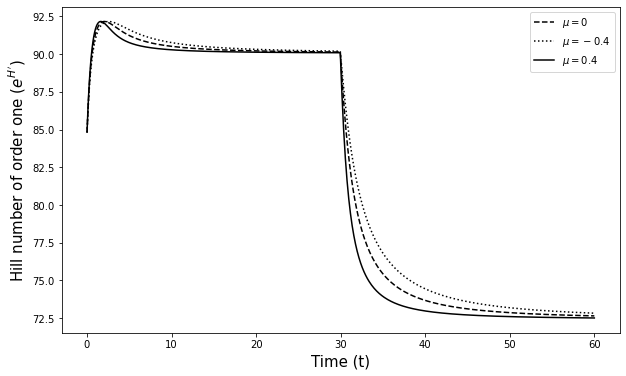 92.5
90.0
87.5
85.0
82.5
80.0
77.5
75.0
72.5
Hill number of order one (e^{H'})
0 10 20 30 40 50 60
Time (t)
μ = 0
μ = −0.4
μ = 0.4